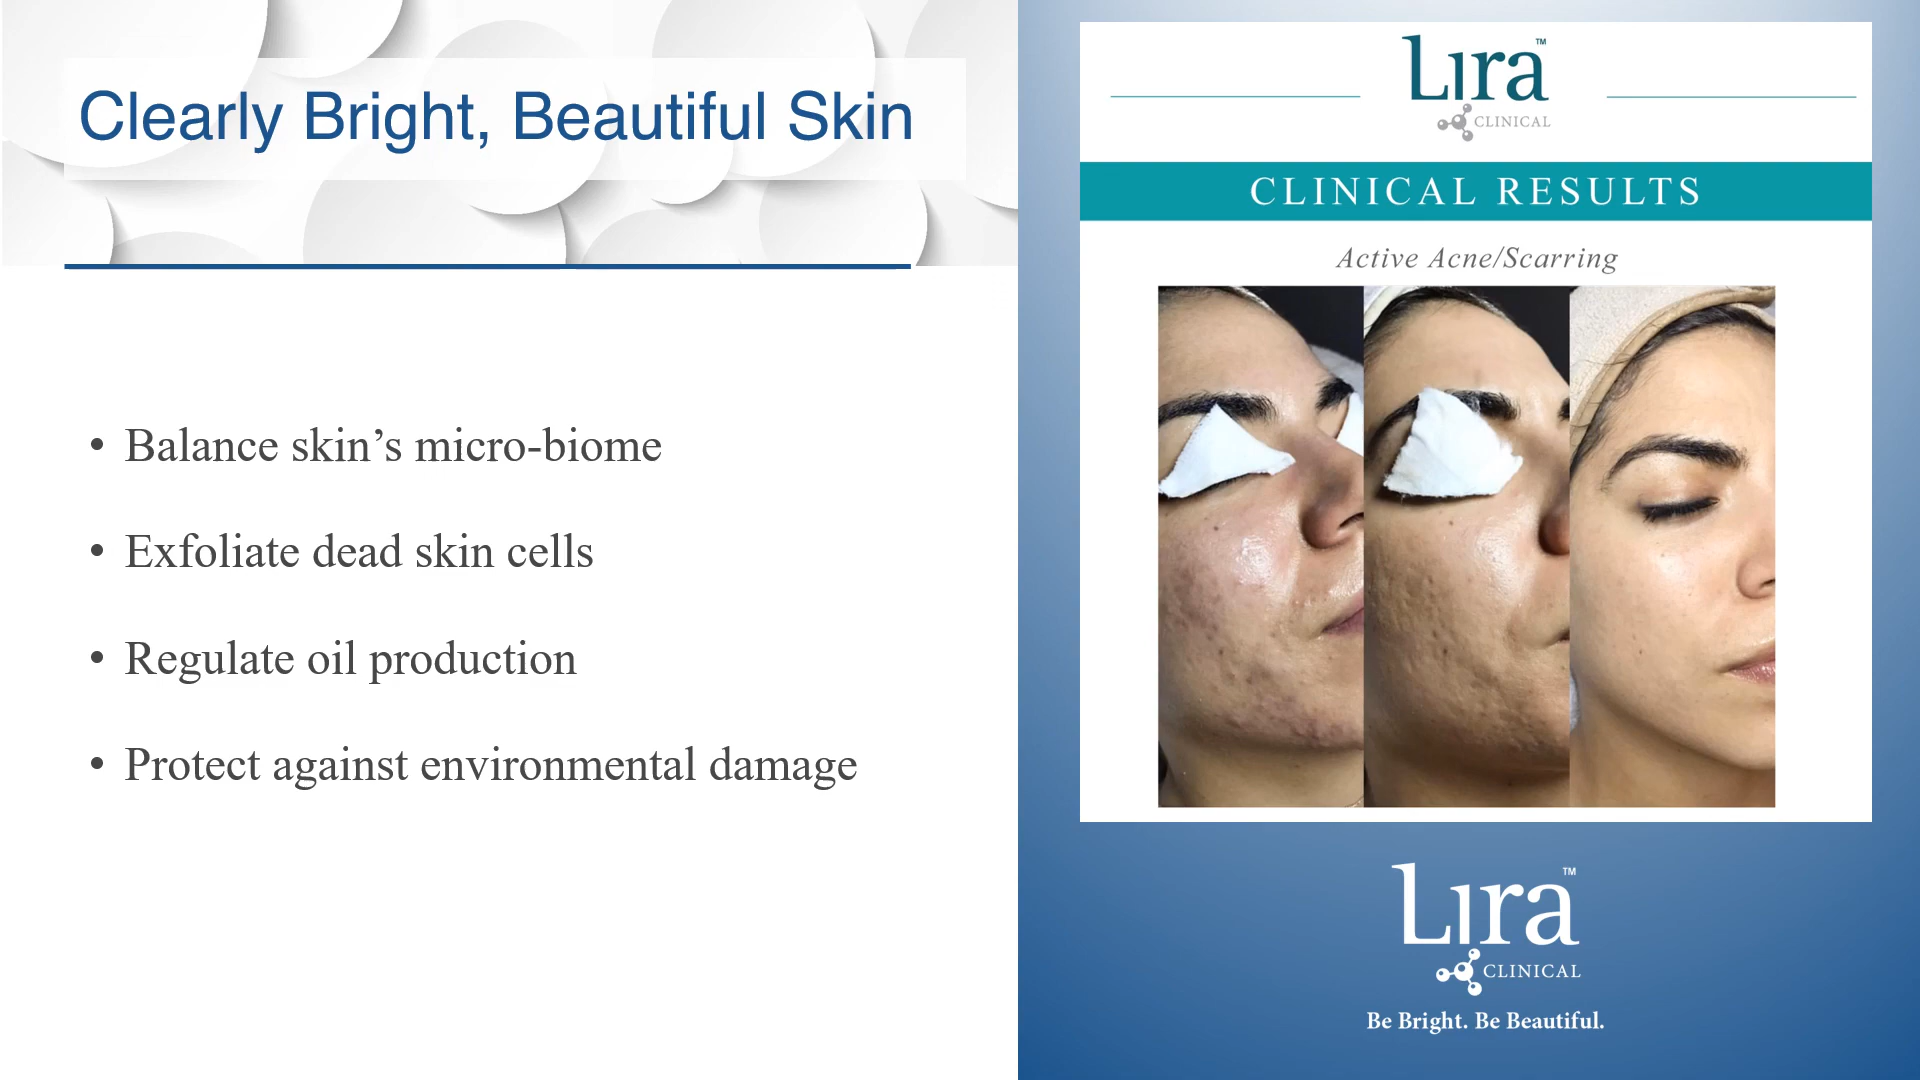 Clearly Bright, Beautiful Skin
• Balance skin’s micro-biome
• Exfoliate dead skin cells
• Regulate oil production
• Protect against environmental damage
Lira™
CLINICAL
CLINICAL RESULTS
Active Acne/Scarring
Lira™
CLINICAL
Be Bright. Be Beautiful.